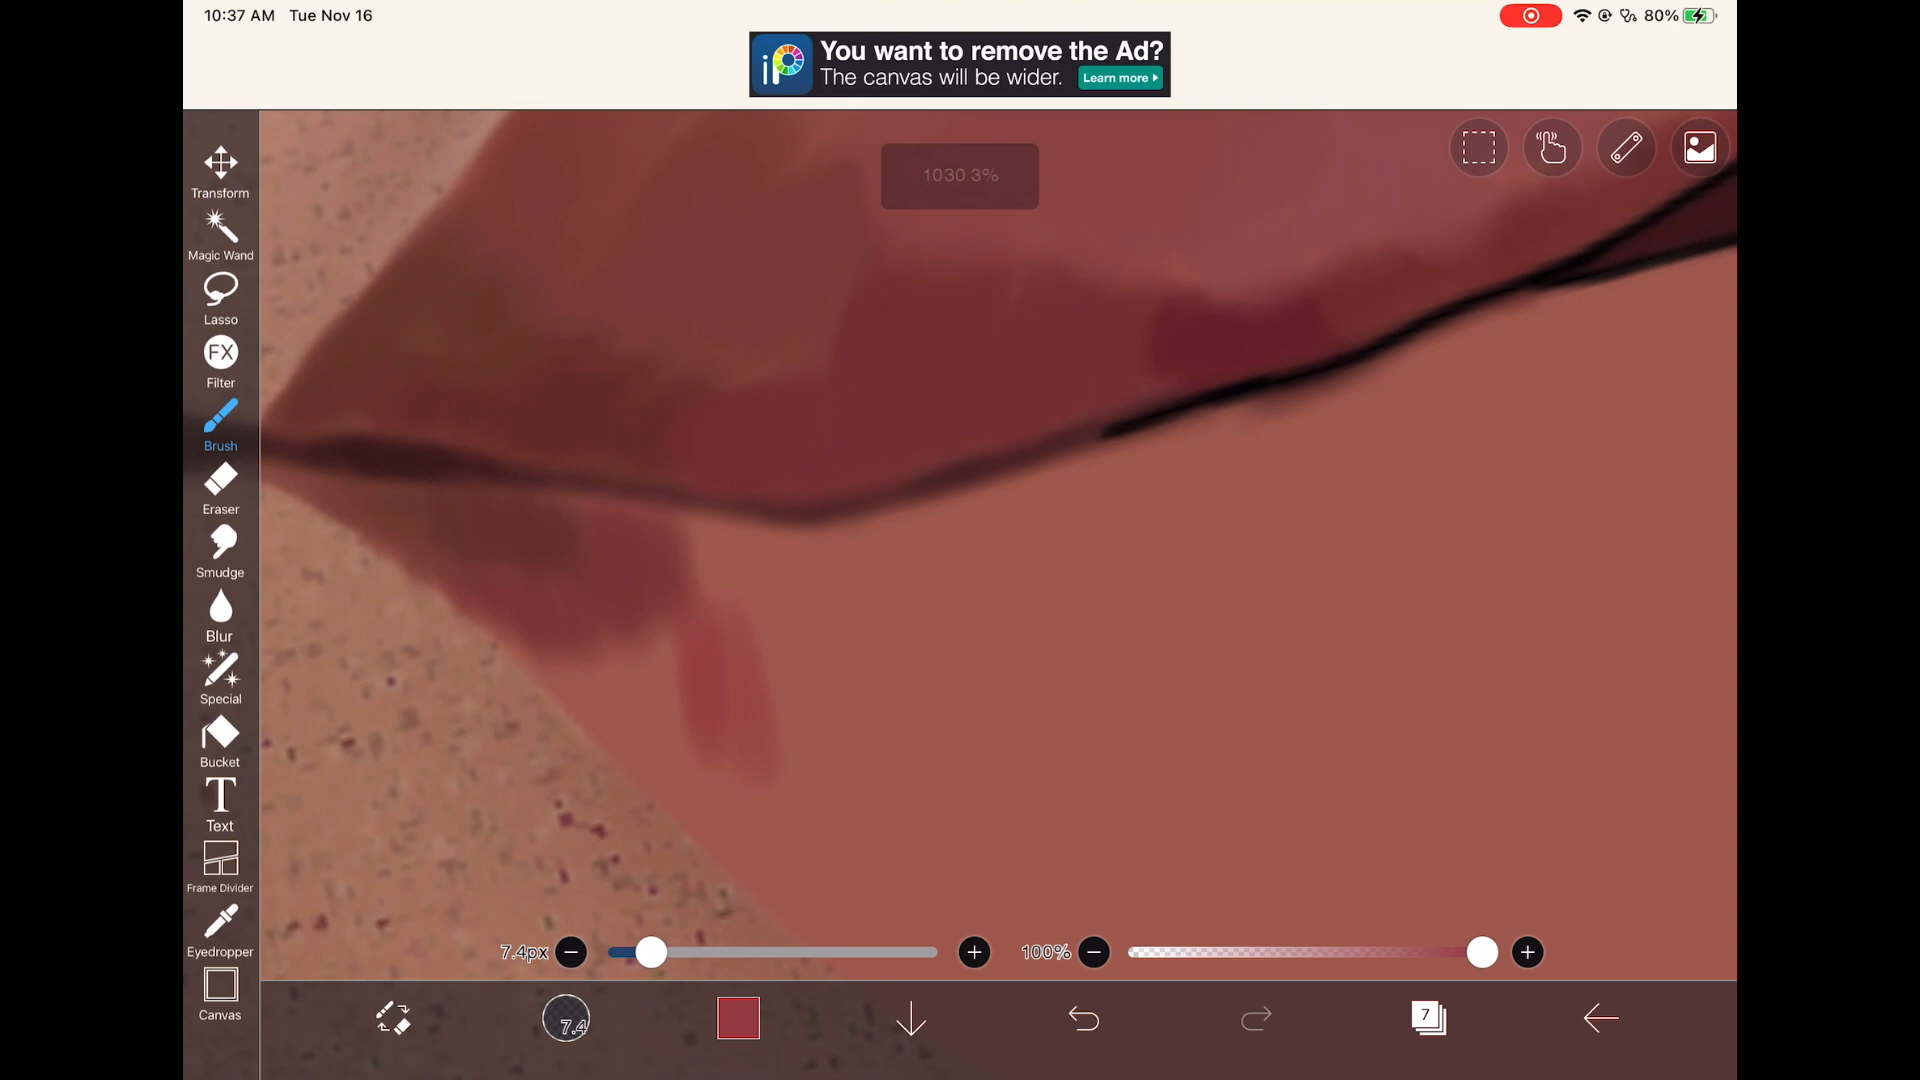 10:37 AM Tue Nov 16
80%
iP
You want to remove the Ad?
The canvas will be wider.
Learn more
1030.3%
Transform
Magic Wand
Lasso
FX
Filter
Brush
Eraser
Smudge
Blur
Special
Bucket
T
Text
Frame Divider
Eyedropper
Canvas
7.4px
100%
7.4
7